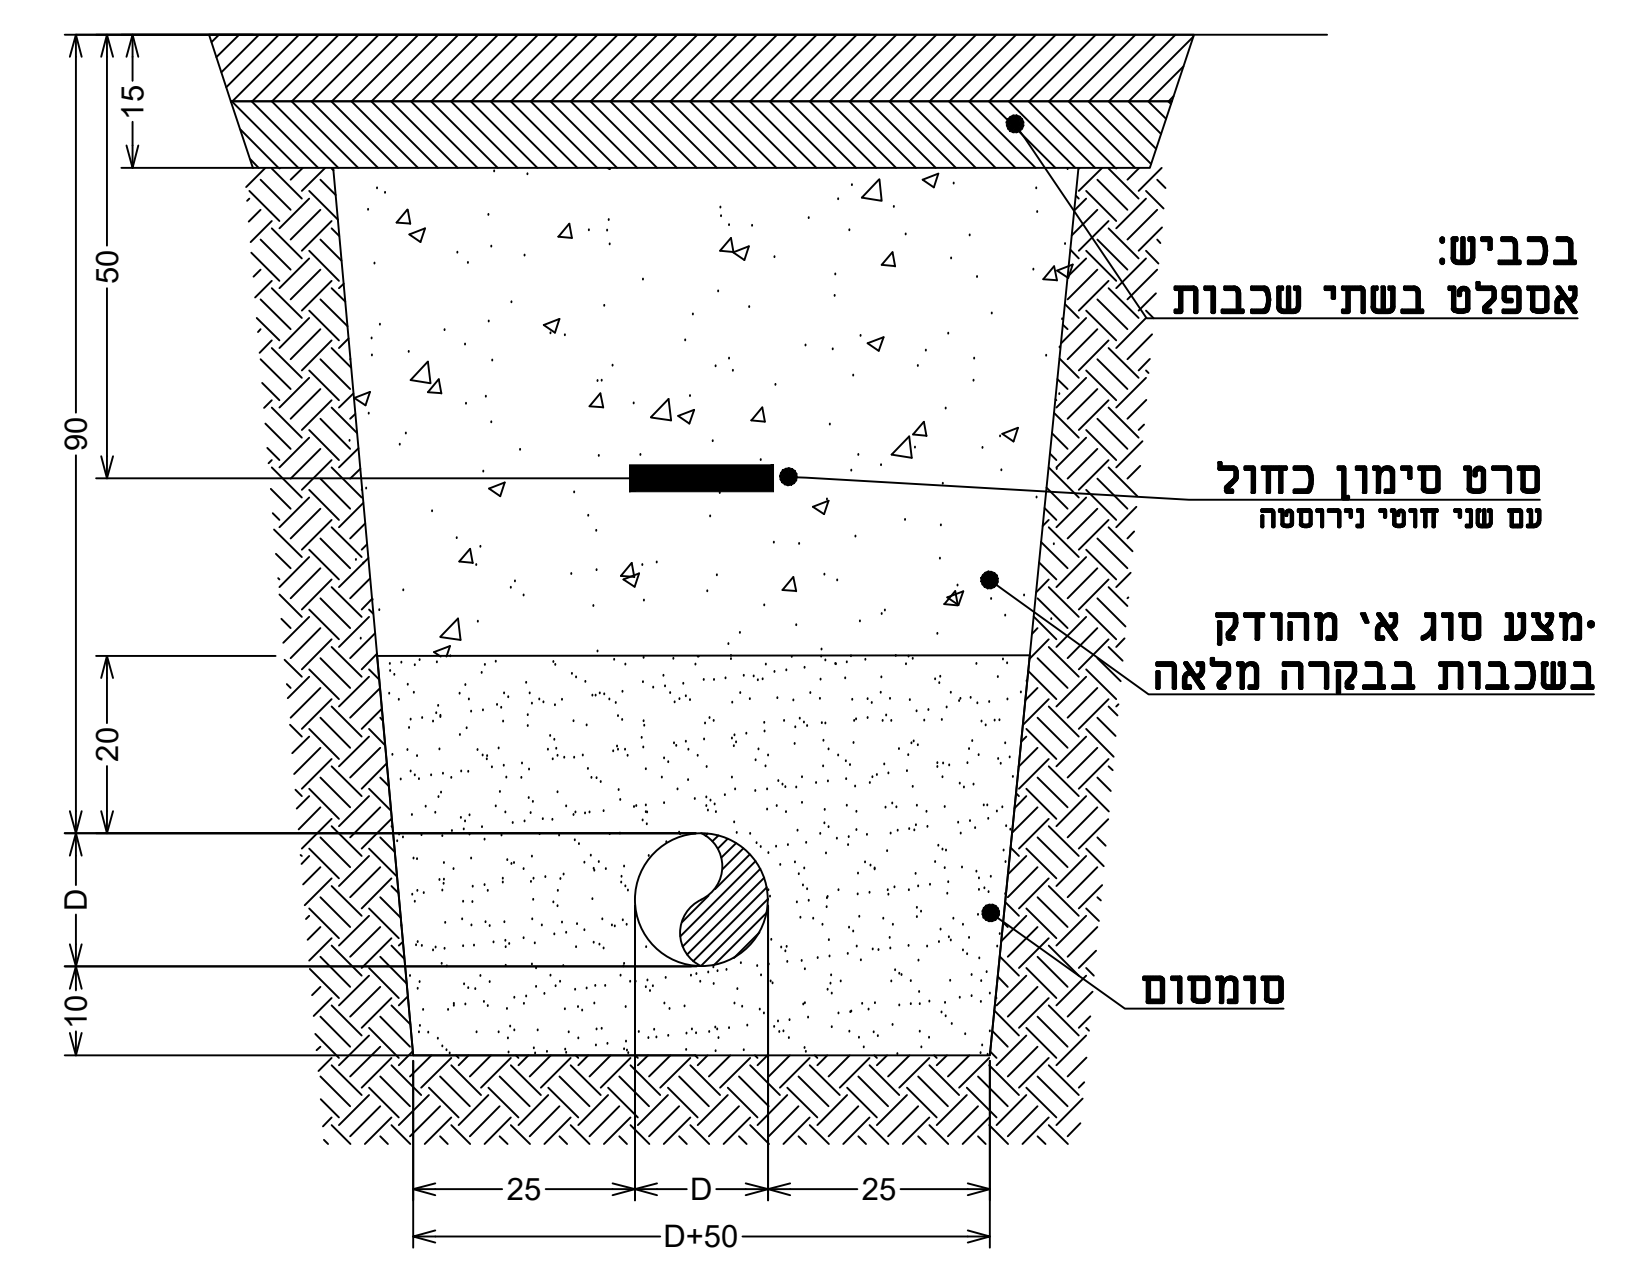 15
50
90
20
D
10
בכביש:
אספלט בשתי שכבות
סרט סימון כחול
עם שני חוטי נירוסטה
•מצע סוג א' מהודק
בשכבות בבקרה מלאה
סומסום
25
D
25
D+50